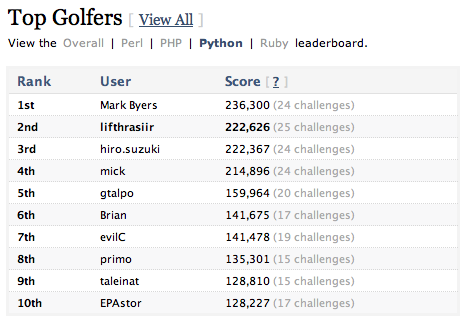 Top Golfers [ View All ]
View the Overall | Perl | PHP | Python | Ruby leaderboard.
Rank User Score [ ? ]
1st Mark Byers 236,300 (24 challenges)
2nd lifthrasiir 222,626 (25 challenges)
3rd hiro.suzuki 222,367 (24 challenges)
4th mick 214,896 (24 challenges)
5th gtalpo 159,964 (20 challenges)
6th Brian 141,675 (17 challenges)
7th evilC 141,478 (19 challenges)
8th primo 135,301 (15 challenges)
9th taleinat 128,810 (15 challenges)
10th EPAstor 128,227 (17 challenges)